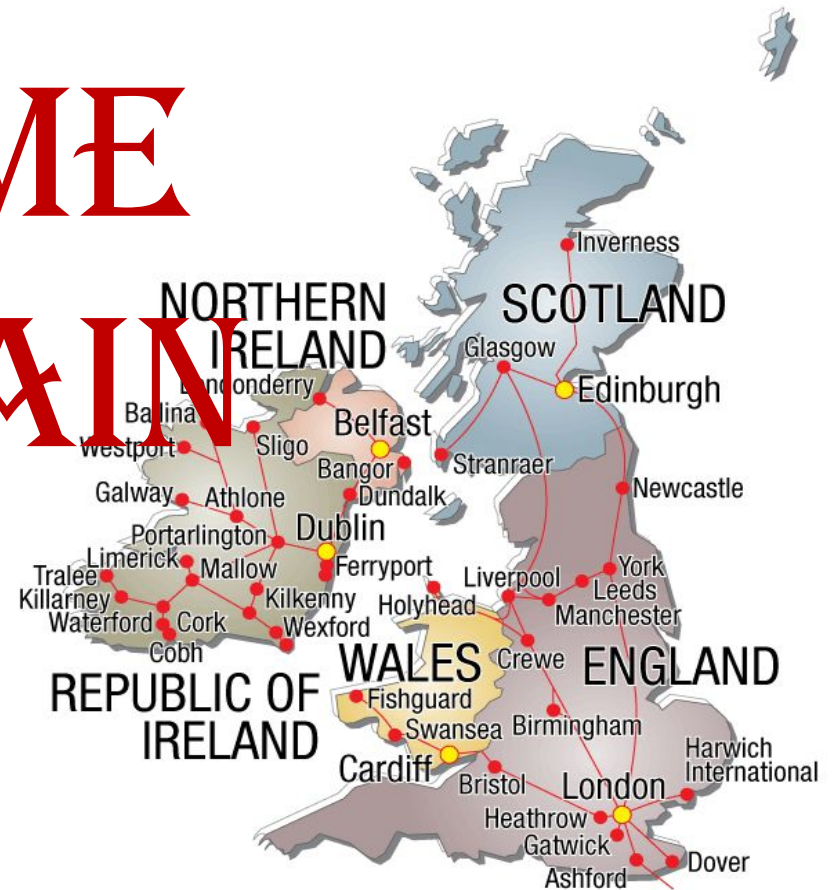 ME
AIN
Inverness
NORTHERN
IRELAND
SCOTLAND
Glasgow
Edinburgh
Londonderry
Ballina
Belfast
Westport
Sligo
Bangor
Stranraer
Galway
Athlone
Dundalk
Newcastle
Portarlington
Dublin
Limerick
Mallow
Ferryport
Tralee
Killarney
Kilkenny
Holyhead
Liverpool
York
Leeds
Manchester
Waterford
Cork
Wexford
Cobh
WALES
Crewe
ENGLAND
REPUBLIC OF
IRELAND
Fishguard
Swansea
Birmingham
Cardiff
Bristol
London
Harwich
International
Heathrow
Gatwick
Ashford
Dover